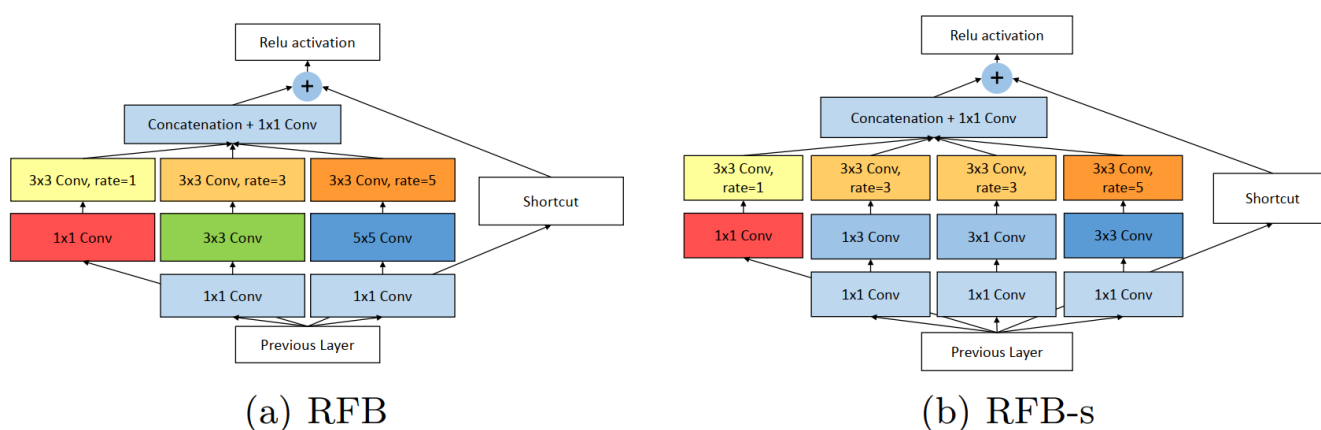 Relu activation
+
Concatenation + 1x1 Conv
3x3 Conv, rate=1
3x3 Conv, rate=3
3x3 Conv, rate=5
Shortcut
1x1 Conv
3x3 Conv
5x5 Conv
1x1 Conv
1x1 Conv
Previous Layer
(a) RFB
Relu activation
+
Concatenation + 1x1 Conv
3x3 Conv,
rate=1
3x3 Conv,
rate=3
3x3 Conv,
rate=3
3x3 Conv,
rate=5
Shortcut
1x1 Conv
1x3 Conv
3x1 Conv
3x3 Conv
1x1 Conv
1x1 Conv
1x1 Conv
Previous Layer
(b) RFB-s